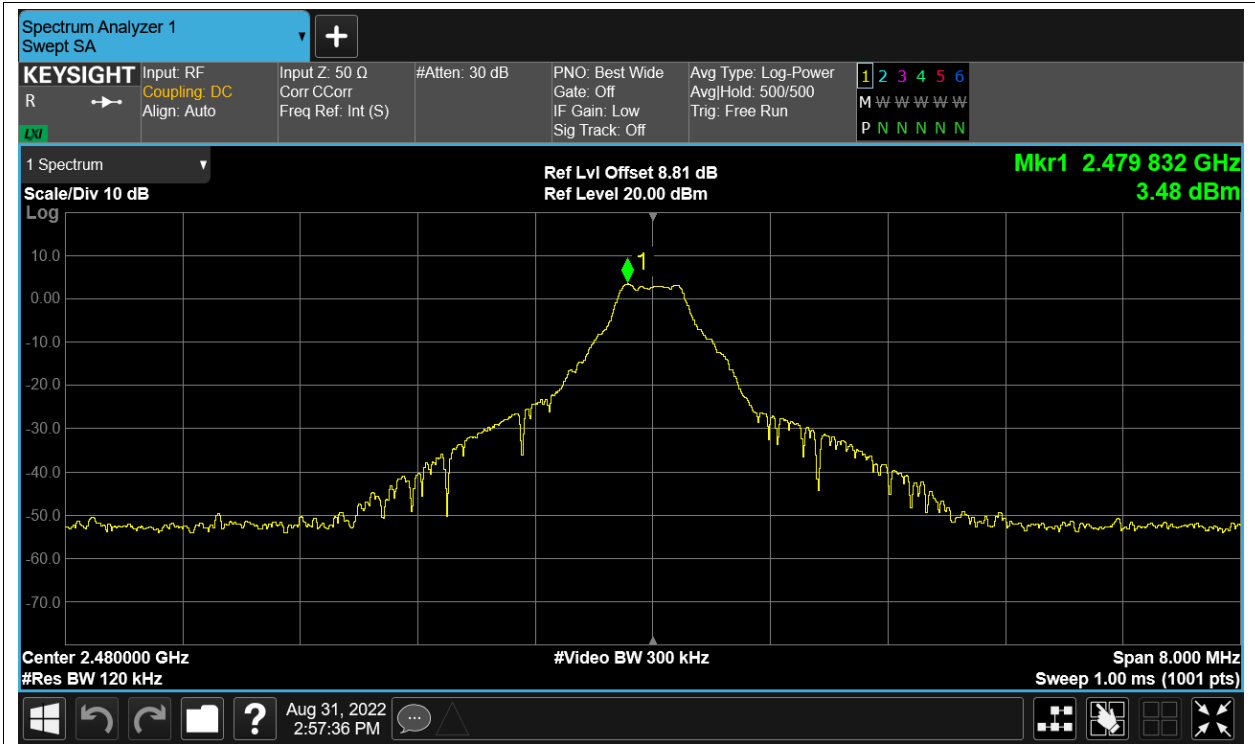 Spectrum Analyzer 1
Swept SA
+
KEYSIGHT
R
LXI
Input: RF
Coupling: DC
Align: Auto
Input Z: 50 Ω
Corr CCorr
Freq Ref: Int (S)
#Atten: 30 dB
PNO: Best Wide
Gate: Off
IF Gain: Low
Sig Track: Off
Avg Type: Log-Power
Avg|Hold: 500/500
Trig: Free Run
1 2 3 4 5 6
M W W W W W
P N N N N N
1 Spectrum
Scale/Div 10 dB
Log
Ref Lvl Offset 8.81 dB
Ref Level 20.00 dBm
Mkr1 2.479 832 GHz
3.48 dBm
1
10.0
0.00
-10.0
-20.0
-30.0
-40.0
-50.0
-60.0
-70.0
Center 2.480000 GHz
#Res BW 120 kHz
#Video BW 300 kHz
Span 8.000 MHz
Sweep 1.00 ms (1001 pts)
?
Aug 31, 2022
2:57:36 PM